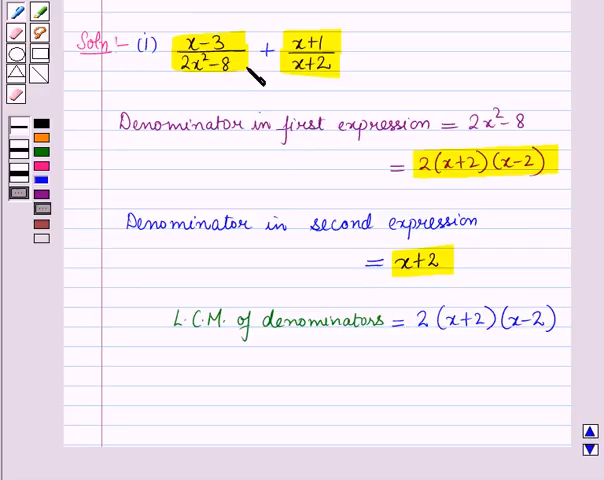 Soln:- (i) x-3/2x²-8 + x+1/x+2
Denominator in first expression = 2x²-8
= 2(x+2)(x-2)
Denominator in second expression
= x+2
L.C.M. of denominators = 2(x+2)(x-2)